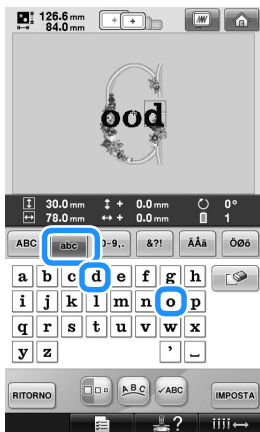 126.6 mm
84.0 mm
ood
30.0 mm + 0.0 mm 0°
78.0 mm + 0.0 mm 1
ABC abc 0-9,. &?! ÄÅä ÖØö
a b c d e f g h
i j k l m n o p
q r s t u v w x
y z ,
RITORNO ABC ABC IMPOSTA
?